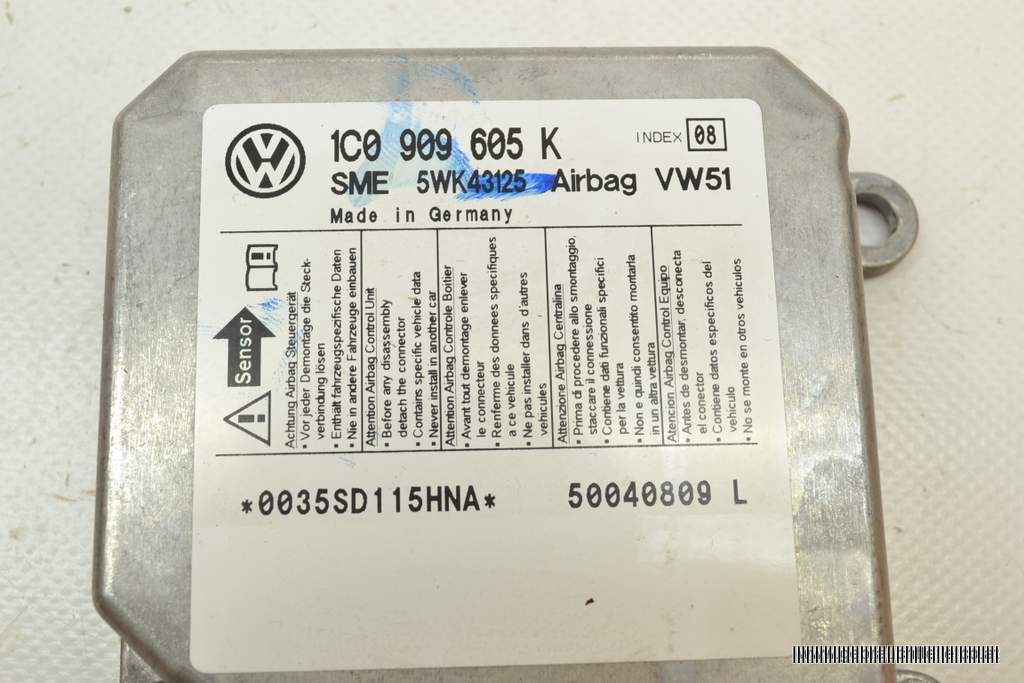 1C0 909 605 K
INDEX 08
SME 5WK43125 Airbag VW51
Made in Germany
Sensor
Achtung Airbag Steuergerät
• Vor jeder Demontage die Steck-
verbindung lösen
• Enthält fahrzeugspezifische Daten
• Nie in andere Fahrzeuge einbauen
Attention Airbag Control Unit
• Before any disassembly
detach the connector
• Contains specific vehicle data
• Never install in another car
Attention Airbag Controle Boitier
• Avant tout demontage enlever
le connecteur
• Renferme des donnees specifiques
a ce vehicule
• Ne pas installer dans d'autres
vehicules
Attenzione Airbag Centralina
• Prima di procedere allo smontaggio,
staccare il connessione
• Contiene dati funzionali specifici
per la vettura
• Non e quindi consentito montarla
in un altra vettura
Atencion Airbag Control Equipo
• Antes de desmontar, desconecta
el conector
• Contiene datos especificos del
vehiculo
• No se monte en otros vehiculos
*0035SD115HNA*
50040809 L